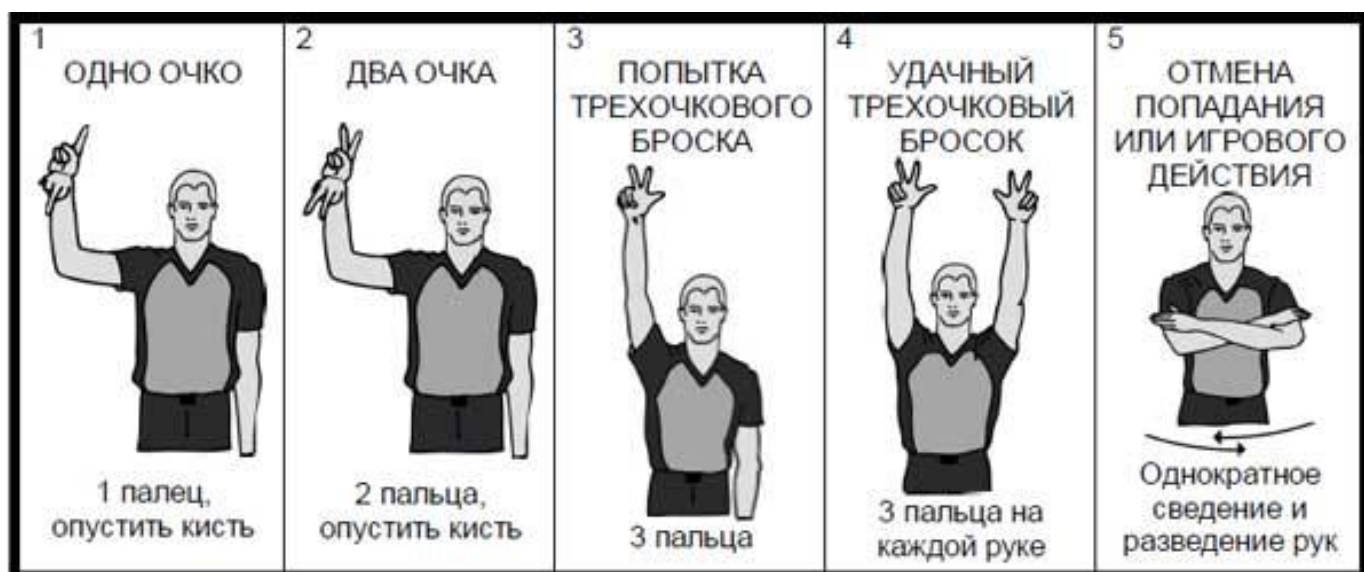 1
ОДНО ОЧКО
1 палец,
опустить кисть
2
ДВА ОЧКА
2 пальца,
опустить кисть
3
ПОПЫТКА
ТРЕХОЧКОВОГО
БРОСКА
3 пальца
4
УДАЧНЫЙ
ТРЕХОЧКОВЫЙ
БРОСОК
3 пальца на
каждой руке
5
ОТМЕНА
ПОПАДАНИЯ
ИЛИ ИГРОВОГО
ДЕЙСТВИЯ
Однократное
сведение и
разведение рук